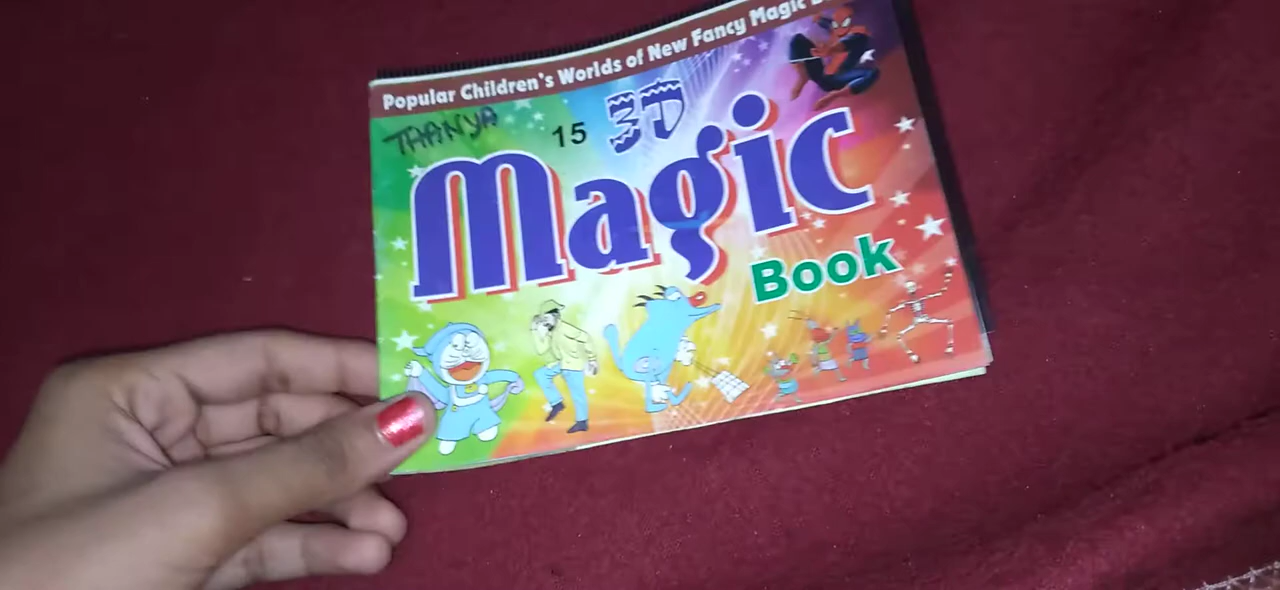 Popular Children's Worlds of New Fancy Magic
TAANYA
15 3D
Magic
Book